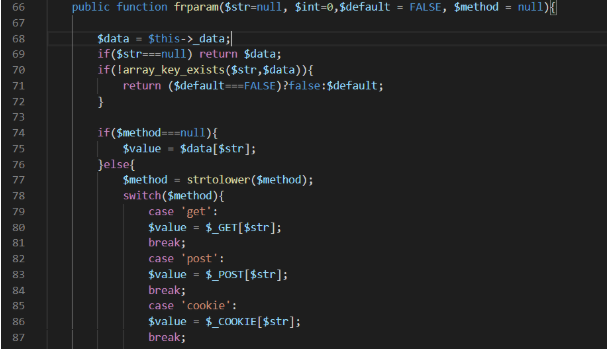 66 public function frparam($str=null, $int=0,$default = FALSE, $method = null){
67
68 $data = $this->_data;
69 if($str===null) return $data;
70 if(!array_key_exists($str,$data)){
71 return ($default===FALSE)?false:$default;
72 }
73
74 if($method===null){
75 $value = $data[$str];
76 }else{
77 $method = strtolower($method);
78 switch($method){
79 case 'get':
80 $value = $_GET[$str];
81 break;
82 case 'post':
83 $value = $_POST[$str];
84 break;
85 case 'cookie':
86 $value = $_COOKIE[$str];
87 break;